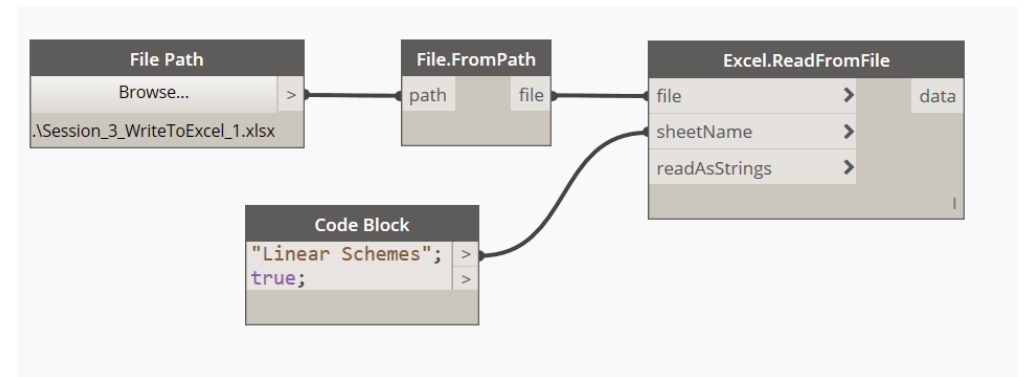 File Path
Browse... >
.\Session_3_WriteToExcel_1.xlsx
File.FromPath
path file
Excel.ReadFromFile
file > data
sheetName >
readAsStrings >
l
Code Block
"Linear Schemes"; >
true; >